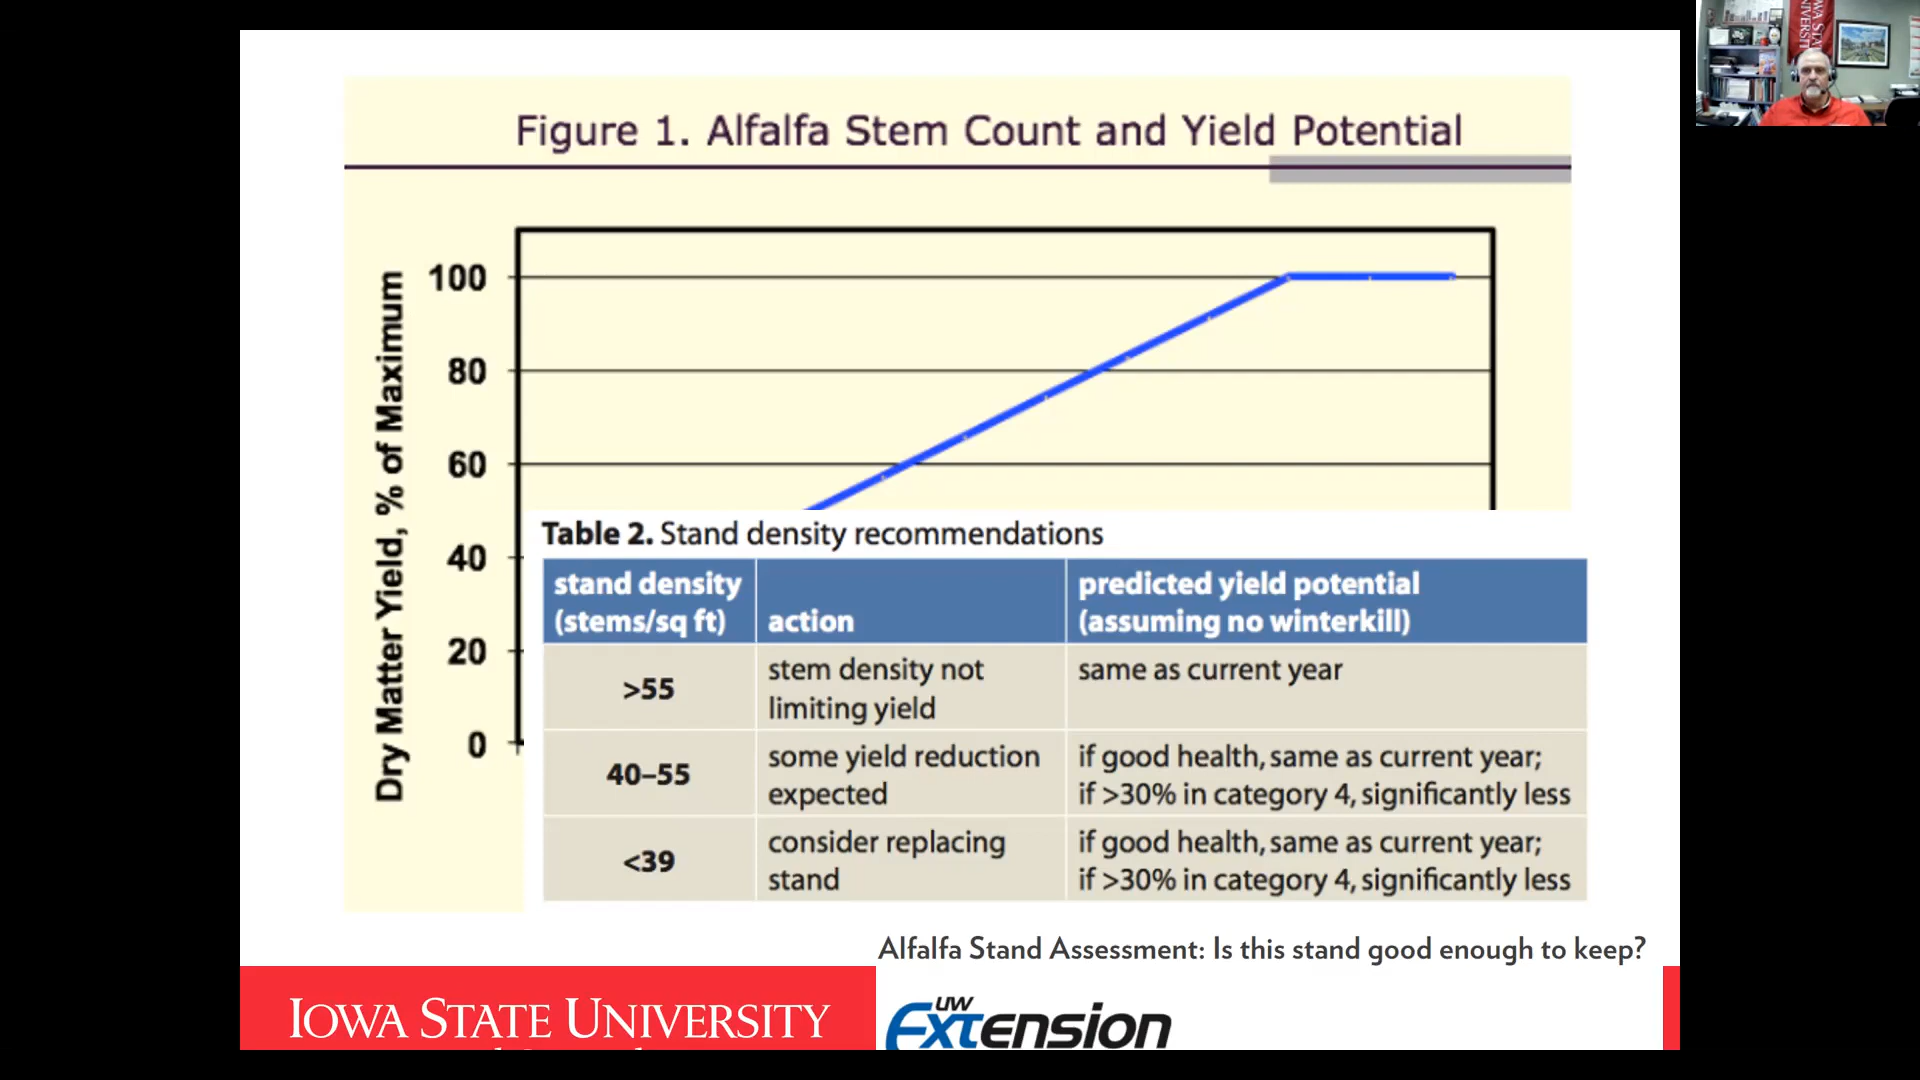 Figure 1. Alfalfa Stem Count and Yield Potential
Dry Matter Yield, % of Maximum
100
80
60
40
20
0
Table 2. Stand density recommendations
stand density (stems/sq ft) action predicted yield potential (assuming no winterkill)
>55 stem density not limiting yield same as current year
40–55 some yield reduction expected if good health, same as current year; if >30% in category 4, significantly less
<39 consider replacing stand if good health, same as current year; if >30% in category 4, significantly less
Alfalfa Stand Assessment: Is this stand good enough to keep?
IOWA STATE UNIVERSITY
UW
Extension